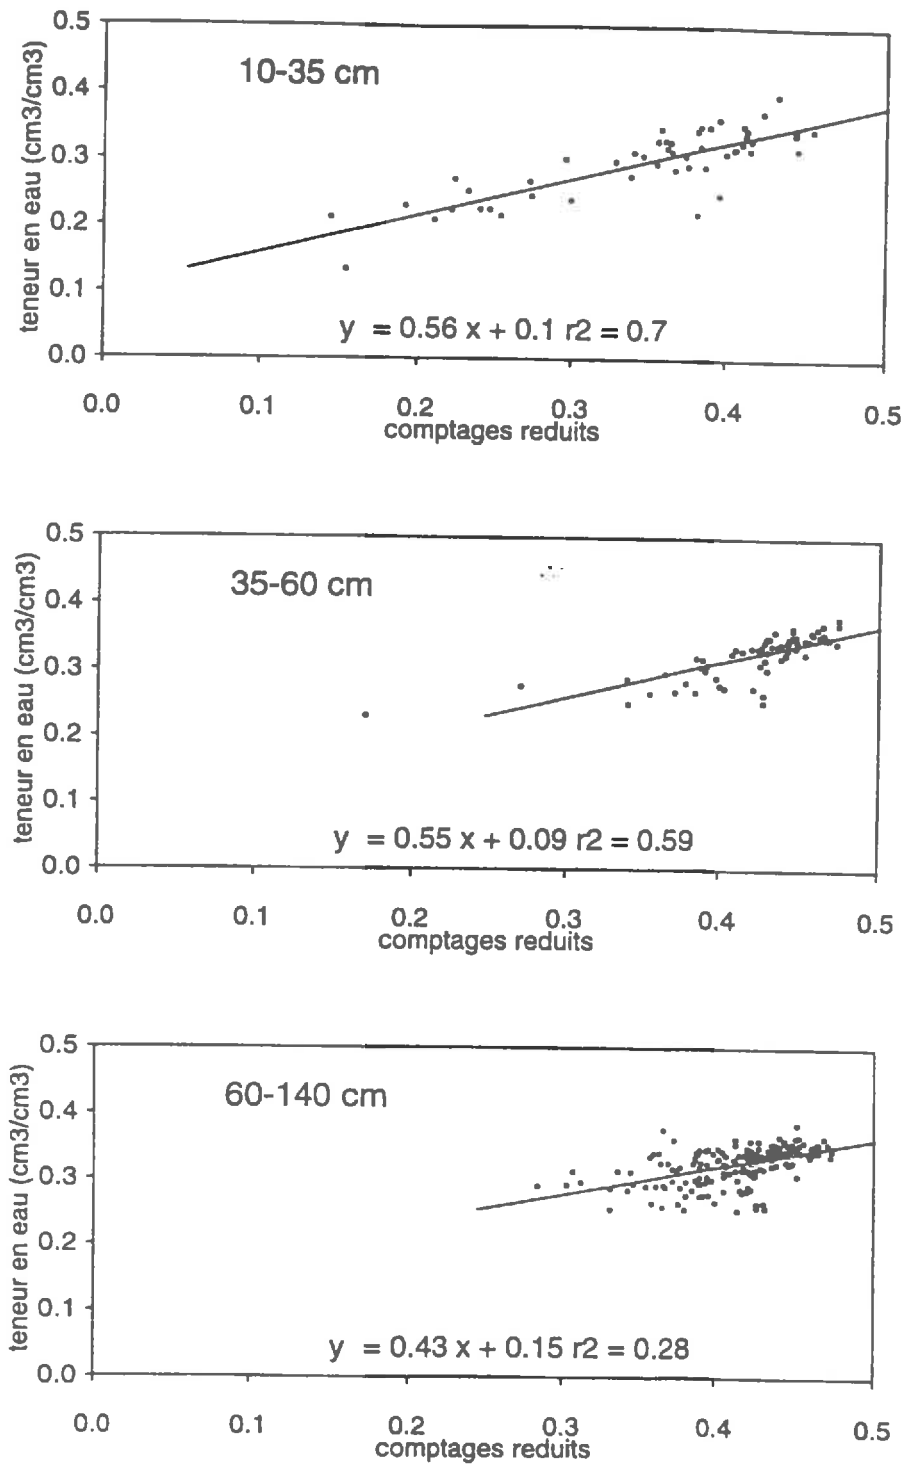 0.5
10-35 cm
0.4
0.3
0.2
0.1
0.0
teneur en eau (cm3/cm3)
y = 0.56 x + 0.1 r2 = 0.7
0.0 0.1 0.2 0.3 0.4 0.5
comptages reduits
0.5
35-60 cm
0.4
0.3
0.2
0.1
0.0
teneur en eau (cm3/cm3)
y = 0.55 x + 0.09 r2 = 0.59
0.0 0.1 0.2 0.3 0.4 0.5
comptages reduits
0.5
60-140 cm
0.4
0.3
0.2
0.1
0.0
teneur en eau (cm3/cm3)
y = 0.43 x + 0.15 r2 = 0.28
0.0 0.1 0.2 0.3 0.4 0.5
comptages reduits